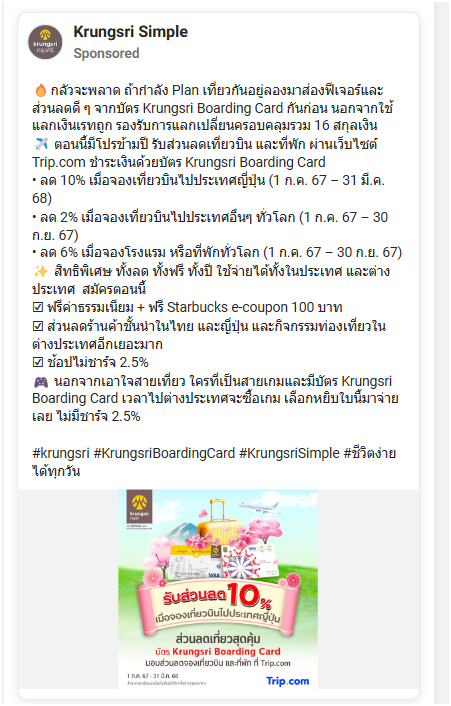 Krungsri Simple
Sponsored
🔥 กลัวจะพลาด ถ้ากำลัง Plan เที่ยวกันอยู่ลองมาส่องฟีเจอร์และ
ส่วนลดดี ๆ จากบัตร Krungsri Boarding Card กันก่อน นอกจากใช้
แลกเงินเรทถูก รองรับการแลกเปลี่ยนครอบคลุมรวม 16 สกุลเงิน
✈️ ตอนนี้มีโปรข้ามปี รับส่วนลดเที่ยวบิน และที่พัก ผ่านเว็บไซต์
Trip.com ชำระเงินด้วยบัตร Krungsri Boarding Card
• ลด 10% เมื่อจองเที่ยวบินไปประเทศญี่ปุ่น (1 ก.ค. 67 – 31 มี.ค.
68)
• ลด 2% เมื่อจองเที่ยวบินไปประเทศอื่นๆ ทั่วโลก (1 ก.ค. 67 – 30
ก.ย. 67)
• ลด 6% เมื่อจองโรงแรม หรือที่พักทั่วโลก (1 ก.ค. 67 – 30 ก.ย. 67)
✨ สิทธิพิเศษ ทั้งลด ทั้งฟรี ทั้งปี ใช้จ่ายได้ทั้งในประเทศ และต่าง
ประเทศ สมัครตอนนี้
☑ ฟรีค่าธรรมเนียม + ฟรี Starbucks e-coupon 100 บาท
☑ ส่วนลดร้านค้าชั้นนำในไทย และญี่ปุ่น และกิจกรรมท่องเที่ยวใน
ต่างประเทศอีกเยอะมาก
☑ ช้อปไม่ชาร์จ 2.5%
🎮 นอกจากเอาใจสายเที่ยว ใครที่เป็นสายเกมและมีบัตร Krungsri
Boarding Card เวลาไปต่างประเทศจะซื้อเกม เลือกหยิบใบนี้มาจ่าย
เลย ไม่มีชาร์จ 2.5%
#krungsri #KrungsriBoardingCard #KrungsriSimple #ชีวิตง่าย
ได้ทุกวัน
krungsri
กรุงศรี
VISA
รับส่วนลด 10%
เมื่อจองเที่ยวบินไปประเทศญี่ปุ่น
ส่วนลดเที่ยวสุดคุ้ม
บัตร Krungsri Boarding Card
มอบส่วนลดจองเที่ยวบิน และที่พัก ที่ Trip.com
1 ก.ค. 67 - 31 มี.ค. 68
Trip.com